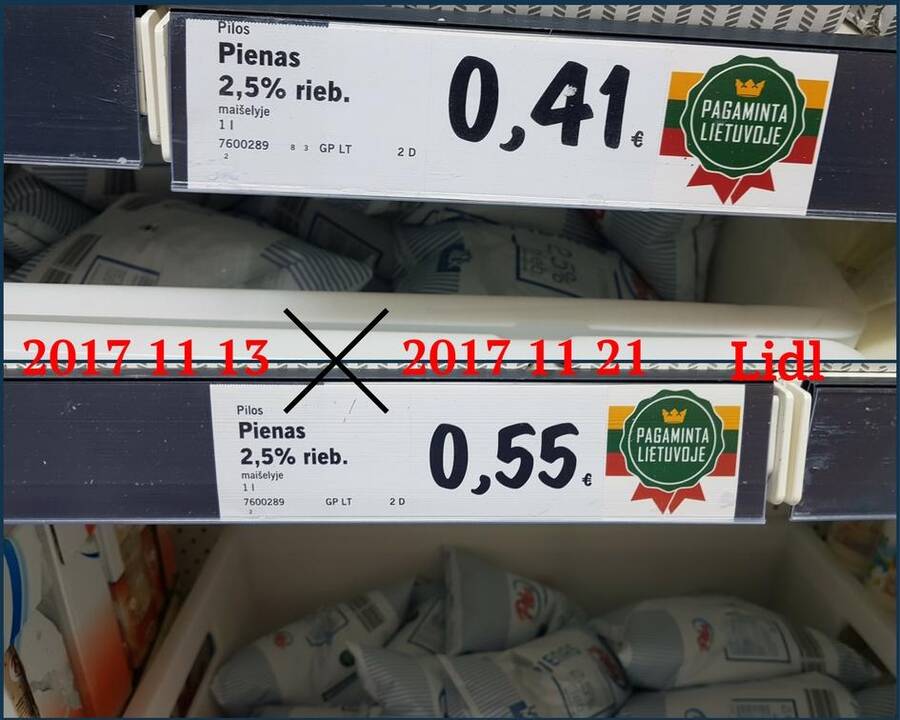 Pilos
Pienas
2,5% rieb.
maišelyje
1 l
7600289 8 3 GP LT 2 D
2
0,41 €
PAGAMINTA
LIETUVOJE
2017 11 13 2017 11 21 Lidl
Pilos
Pienas
2,5% rieb.
maišelyje
1 l
7600289 GP LT 2 D
2
0,55 €
PAGAMINTA
LIETUVOJE